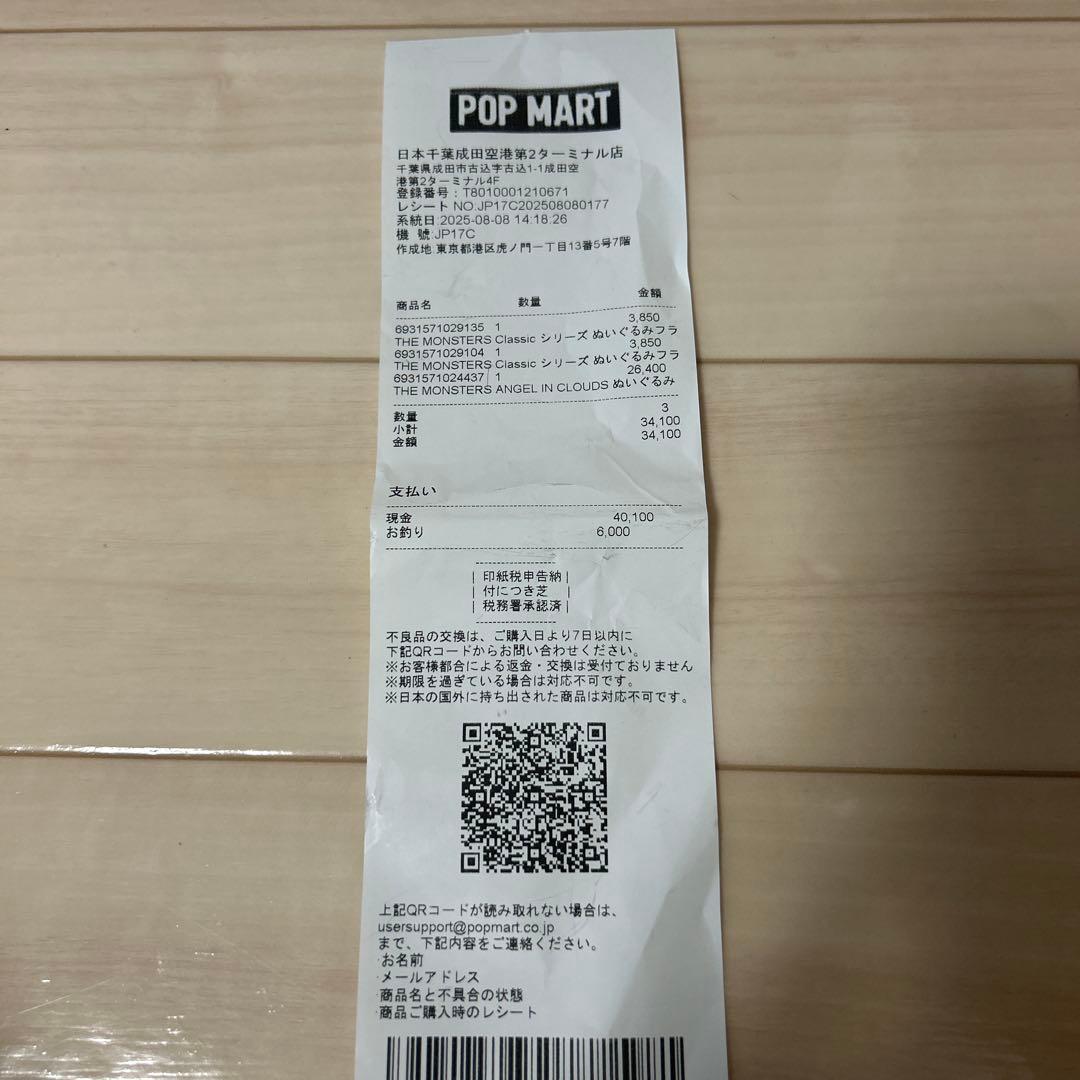 POP MART
日本千葉成田空港第2ターミナル店
千葉県成田市古込字古込1-1成田空
港第2ターミナル4F
登録番号：T8010001210671
レシート NO.JP17C202508080177
系統日:2025-08-08 14:18:26
機 號:JP17C
作成地:東京都港区虎ノ門一丁目13番5号7階
商品名 数量 金額
6931571029135 1 3,850
THE MONSTERS Classic シリーズ ぬいぐるみフラ
6931571029104 1 3,850
THE MONSTERS Classic シリーズ ぬいぐるみフラ
6931571024437 1 26,400
THE MONSTERS ANGEL IN CLOUDS ぬいぐるみ
数量 3
小計 34,100
金額 34,100
支払い
現金 40,100
お釣り 6,000
印紙税申告納
付につき芝
税務署承認済
不良品の交換は、ご購入日より7日以内に
下記QRコードからお問い合わせください。
※お客様都合による返金・交換は受付ておりません
※期限を過ぎている場合は対応不可です。
※日本の国外に持ち出された商品は対応不可です。
上記QRコードが読み取れない場合は、
usersupport@popmart.co.jp
まで、下記内容をご連絡ください。
·お名前
·メールアドレス
·商品名と不具合の状態
·商品ご購入時のレシート